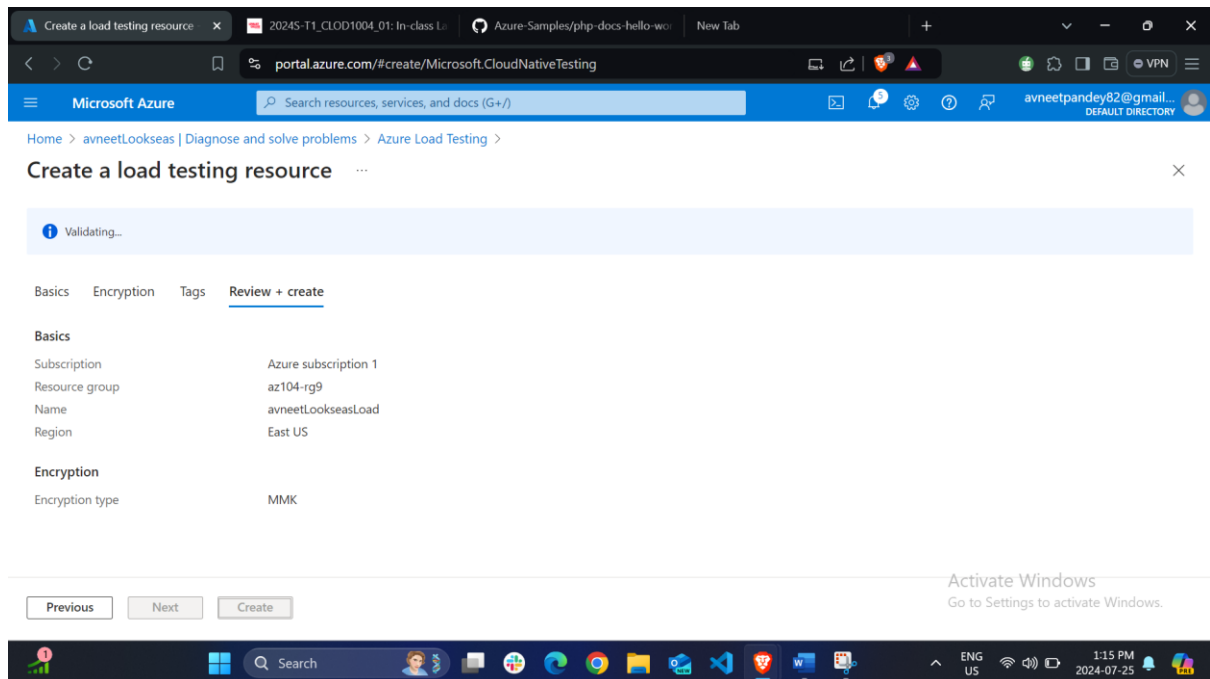 Create a load testing resource
2024S-T1_CLOD1004_01: In-class La
Azure-Samples/php-docs-hello-wor
New Tab
portal.azure.com/#create/Microsoft.CloudNativeTesting
VPN
Microsoft Azure
Search resources, services, and docs (G+/)
5
avneetpandey82@gmail...
DEFAULT DIRECTORY
Home > avneetLookseas | Diagnose and solve problems > Azure Load Testing >
Create a load testing resource ...
Validating...
Basics Encryption Tags Review + create
Basics
Subscription Azure subscription 1
Resource group az104-rg9
Name avneetLookseasLoad
Region East US
Encryption
Encryption type MMK
Activate Windows
Go to Settings to activate Windows.
Previous Next Create
1
Search
ENG
US
1:15 PM
2024-07-25
PRE